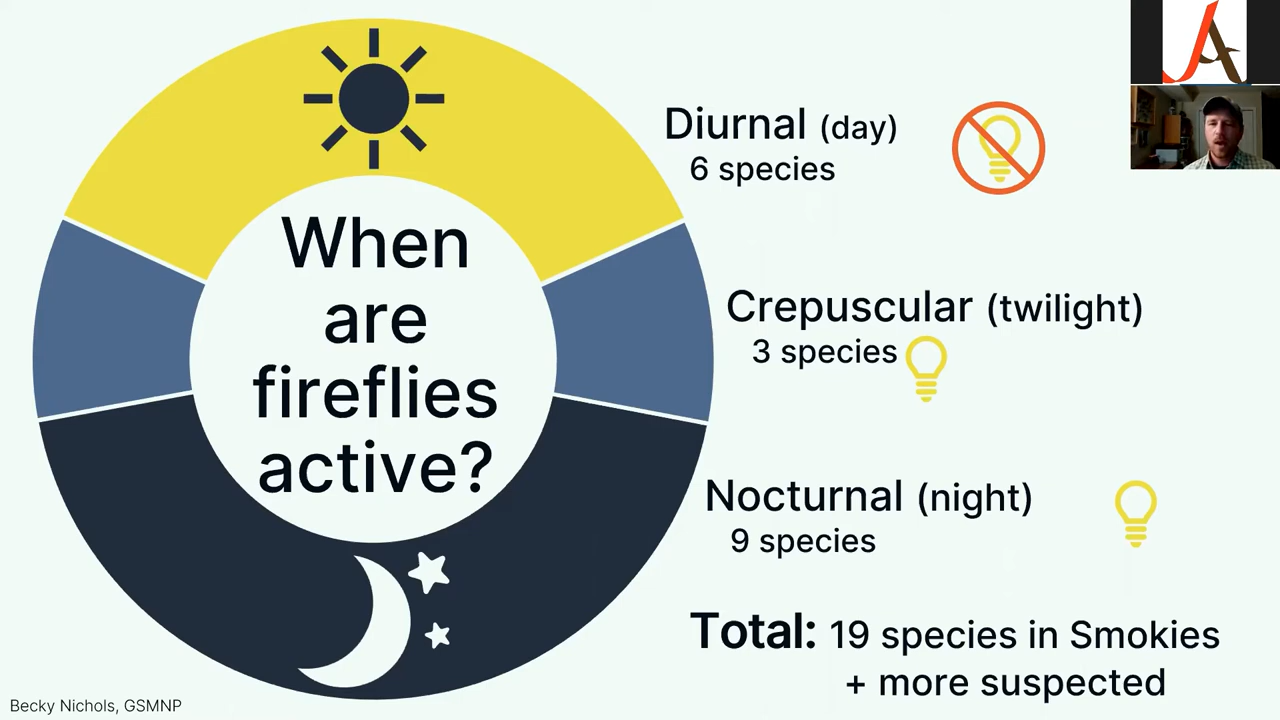 When
are
fireflies
active?
Diurnal (day)
6 species
Crepuscular (twilight)
3 species
Nocturnal (night)
9 species
Total: 19 species in Smokies
+ more suspected
Becky Nichols, GSMNP